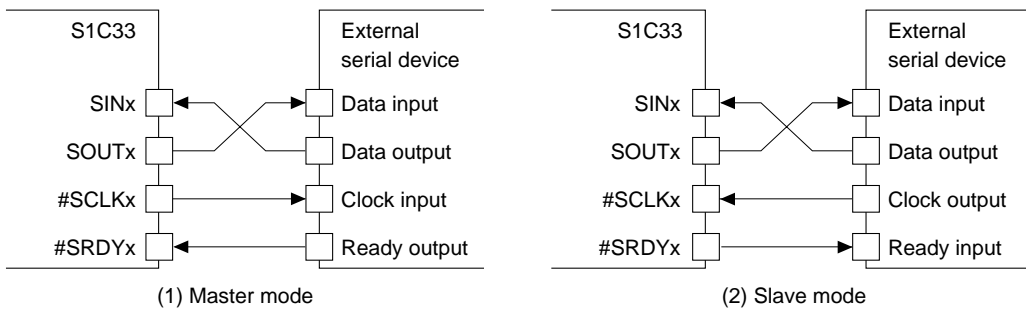 S1C33
External
serial device
SINx
Data input
SOUTx
Data output
#SCLKx
Clock input
#SRDYx
Ready output
(1) Master mode
S1C33
External
serial device
SINx
Data input
SOUTx
Data output
#SCLKx
Clock output
#SRDYx
Ready input
(2) Slave mode